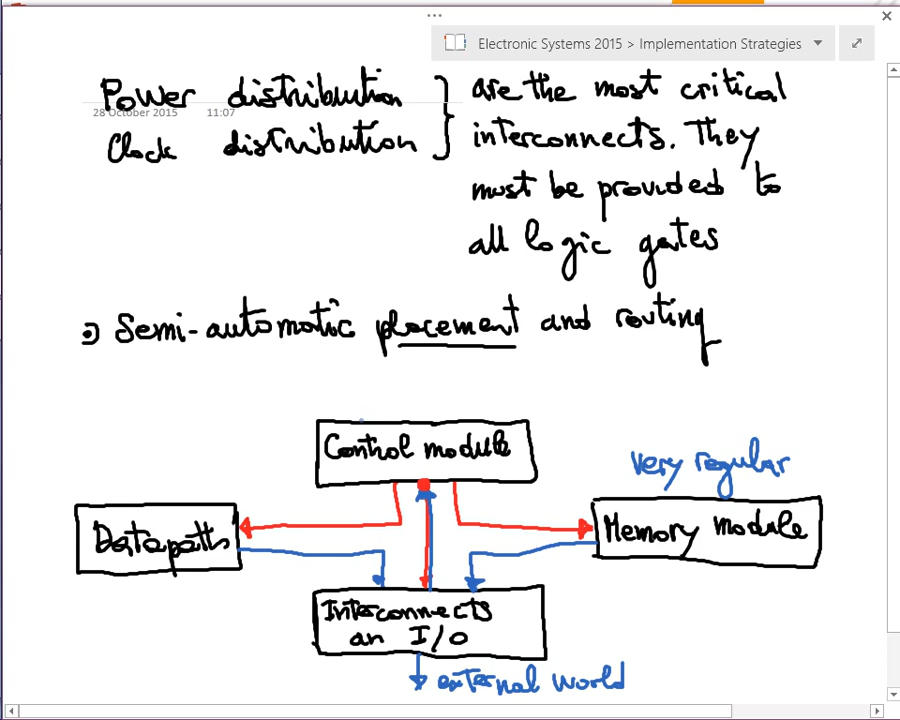 Electronic Systems 2015 > Implementation Strategies
Power distribution
28 October 2015 11:07
Clock distribution
are the most critical
interconnects. They
must be provided to
all logic gates
Semi-automatic placement and routing
Control module
very regular
Datapaths
Memory module
Interconnects
an I/O
external world